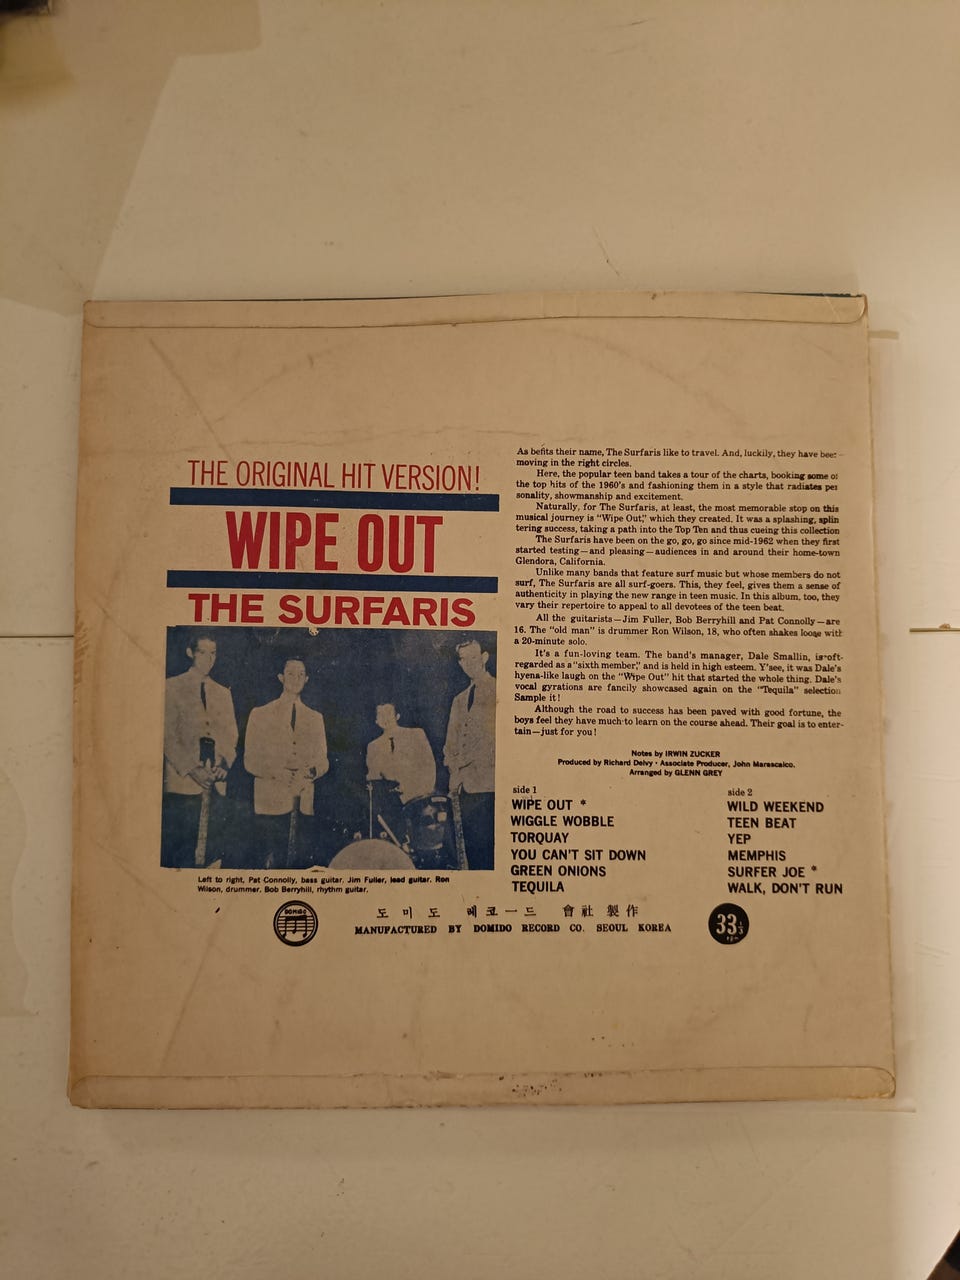 THE ORIGINAL HIT VERSION!
WIPE OUT
THE SURFARIS
Left to right, Pat Connolly, bass guitar. Jim Fuller, lead guitar. Ron
Wilson, drummer. Bob Berryhill, rhythm guitar.
As befits their name, The Surfaris like to travel. And, luckily, they have
moving in the right circles.
Here, the popular teen band takes a tour of the charts, booking some of
the top hits of the 1960's and fashioning them in a style that radiates per
sonality, showmanship and excitement.
Naturally, for The Surfaris, at least, the most memorable stop on this
musical journey is "Wipe Out," which they created. It was a splashing, splin
tering success, taking a path into the Top Ten and thus cueing this collection
The Surfaris have been on the go, go, go since mid-1962 when they first
started testing—and pleasing—audiences in and around their home-town
Glendora, California.
Unlike many bands that feature surf music but whose members do not
surf, The Surfaris are all surf-goers. This, they feel, gives them a sense of
authenticity in playing the new range in teen music. In this album, too, they
vary their repertoire to appeal to all devotees of the teen beat.
All the guitarists—Jim Fuller, Bob Berryhill and Pat Connolly—are
16. The "old man" is drummer Ron Wilson, 18, who often shakes loose with
a 20-minute solo.
It's a fun-loving team. The band's manager, Dale Smallin, is oft-
regarded as a "sixth member," and is held in high esteem. Y'see, it was Dale's
hyena-like laugh on the "Wipe Out" hit that started the whole thing. Dale's
vocal gyrations are fancily showcased again on the "Tequila" selection
Sample it!
Although the road to success has been paved with good fortune, the
boys feel they have much to learn on the course ahead. Their goal is to enter-
tain—just for you!
Notes by IRWIN ZUCKER
Produced by Richard Delvy • Associate Producer, John Marascalco.
Arranged by GLENN GREY
side 1
WIPE OUT *
WIGGLE WOBBLE
TORQUAY
YOU CAN'T SIT DOWN
GREEN ONIONS
TEQUILA
side 2
WILD WEEKEND
TEEN BEAT
YEP
MEMPHIS
SURFER JOE *
WALK, DON'T RUN
DOMIDO
도미도 레코-드 會社 製作
MANUFACTURED BY DOMIDO RECORD CO. SEOUL KOREA
33 1/3